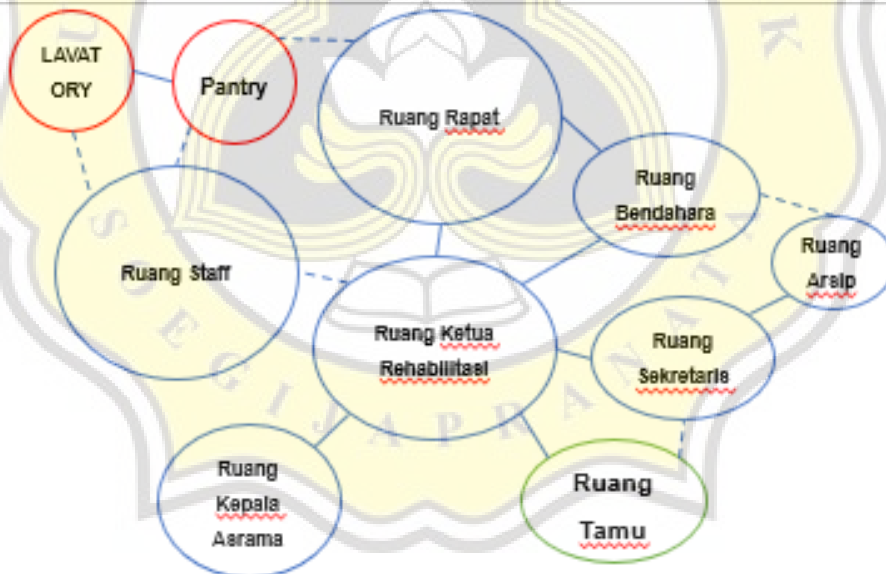 LAVAT
ORY
Pantry
Ruang Rapat
Ruang
Bendahara
Ruang
Arsip
Ruang Staff
Ruang Ketua
Rehabilitasi
Ruang
Sekretaris
Ruang
Kepala
Asrama
Ruang
Tamu
SOEGIJAPRANATA
K